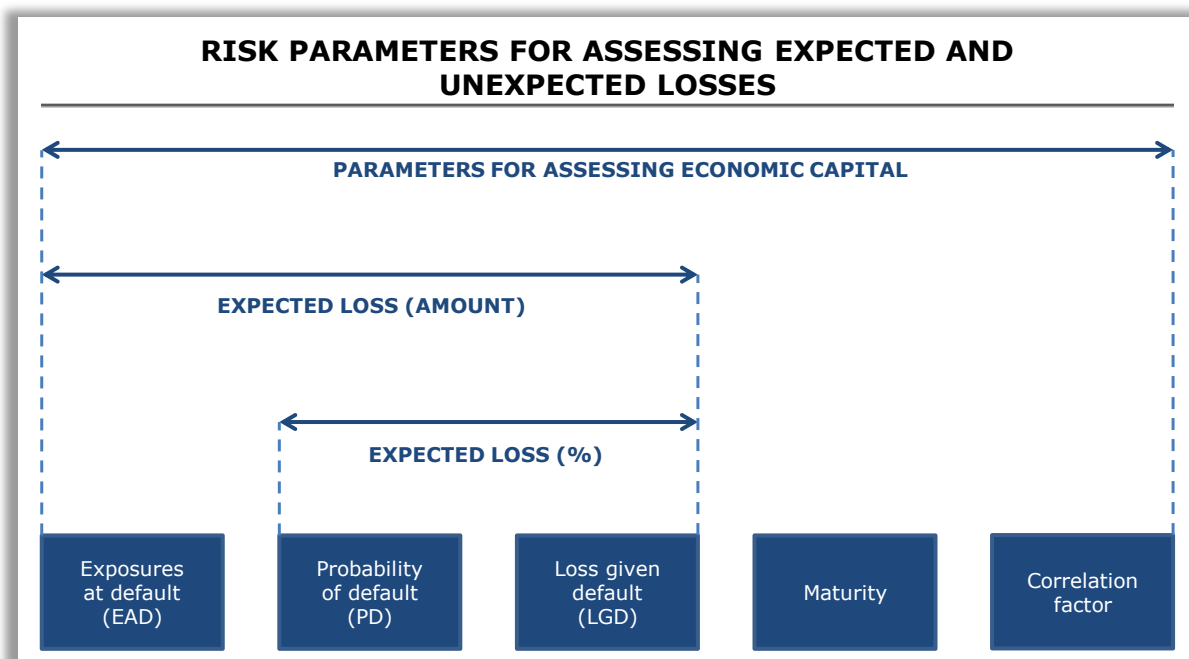 RISK PARAMETERS FOR ASSESSING EXPECTED AND
UNEXPECTED LOSSES
PARAMETERS FOR ASSESSING ECONOMIC CAPITAL
EXPECTED LOSS (AMOUNT)
EXPECTED LOSS (%)
Exposures
at default
(EAD)
Probability
of default
(PD)
Loss given
default
(LGD)
Maturity
Correlation
factor